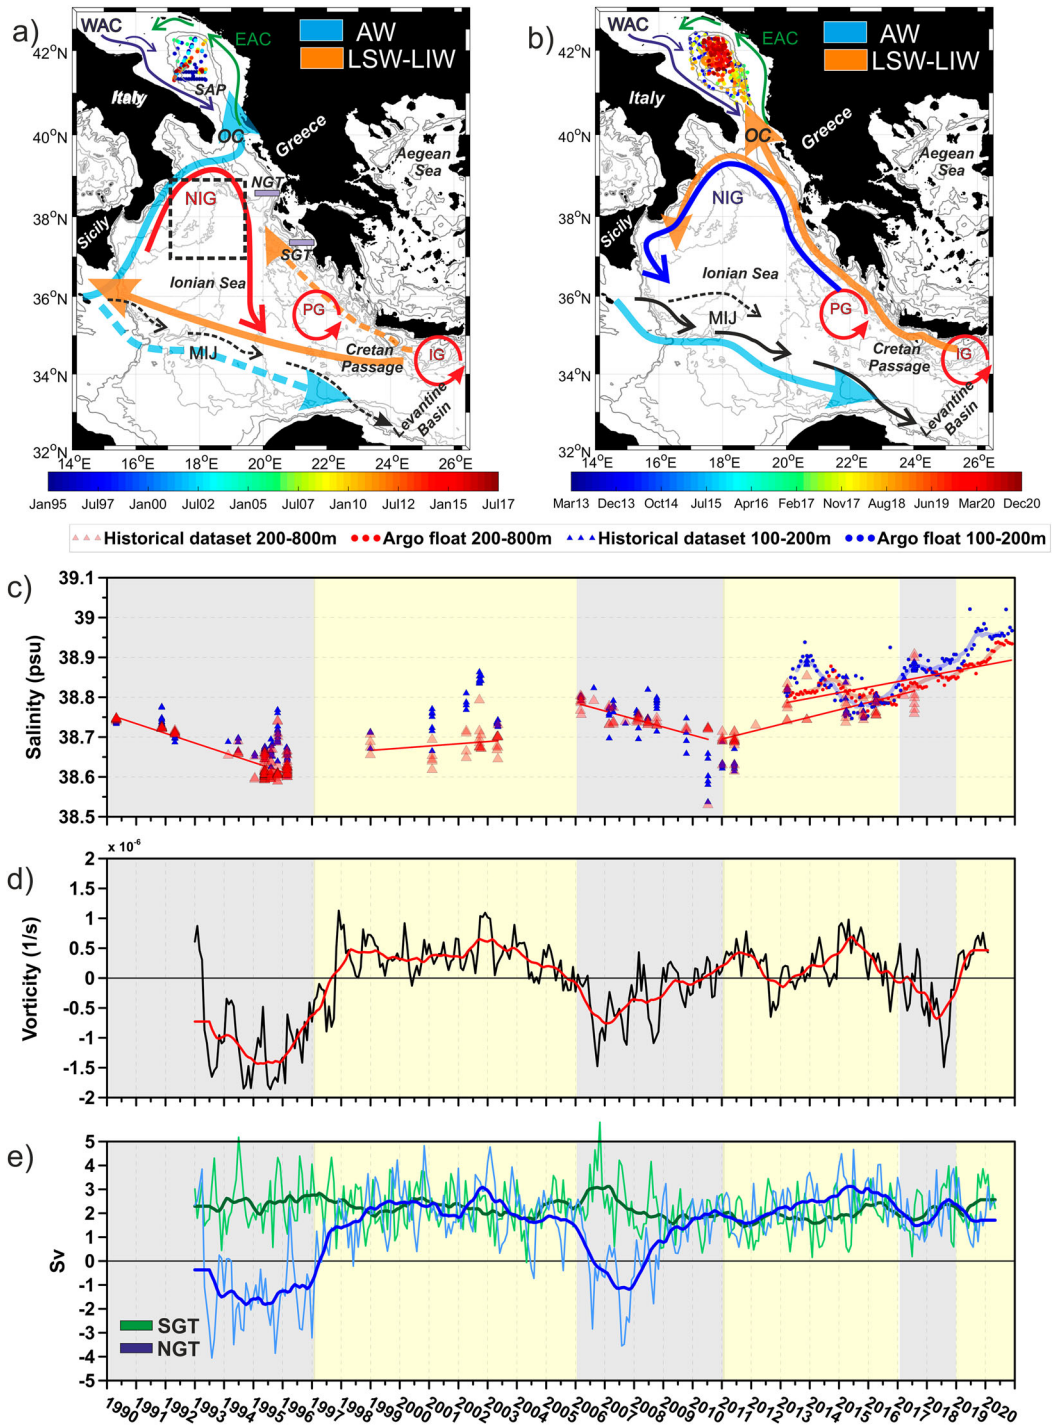 a)
WAC
EAC
AW
LSW-LIW
42°N
SAP
Italy
40°N
OC
Greece
Aegean
Sea
NGT
NIG
38°N
Sicily
SGT
Ionian Sea
36°N
PG
MIJ
Cretan
Passage
IG
34°N
Levantine
Basin
32°N
14°E 16°E 18°E 20°E 22°E 24°E 26°E
Jan95 Jul97 Jan00 Jul02 Jan05 Jul07 Jan10 Jul12 Jan15 Jul17
b)
WAC
EAC
AW
LSW-LIW
42°N
Italy
40°N
OC
Greece
Aegean
Sea
NIG
38°N
Sicily
Ionian Sea
36°N
PG
MIJ
Cretan
Passage
IG
34°N
Levantine
Basin
32°N
14°E 16°E 18°E 20°E 22°E 24°E 26°E
Mar13 Dec13 Oct14 Jul15 Apr16 Feb17 Nov17 Aug18 Jun19 Mar20 Dec20
Historical dataset 200-800m Argo float 200-800m Historical dataset 100-200m Argo float 100-200m
c)
Salinity (psu)
39.1
39
38.9
38.8
38.7
38.6
38.5
d)
x 10⁻⁶
Vorticity (1/s)
2
1.5
1
0.5
0
-0.5
-1
-1.5
-2
e)
Sv
5
4
3
2
1
0
-1
-2
-3
-4
-5
SGT
NGT
1990 1991 1992 1993 1994 1995 1996 1997 1998 1999 2000 2001 2002 2003 2004 2005 2006 2007 2008 2009 2010 2011 2012 2013 2014 2015 2016 2017 2018 2019 2020